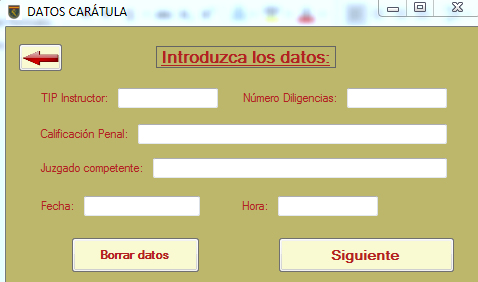 DATOS CARÁTULA
Introduzca los datos:
TIP Instructor: Número Diligencias:
Calificación Penal:
Juzgado competente:
Fecha: Hora:
Borrar datos Siguiente